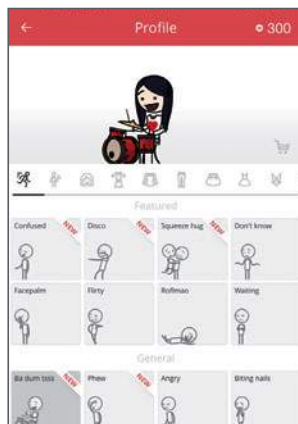 Profile
300
Featured
Confused NEW
Disco NEW
Squeeze hug NEW
Don't know
Facepalm
Flirty
Roflmao
Waiting
General
Ba dum tsss NEW
Phew NEW
Angry
Biting nails